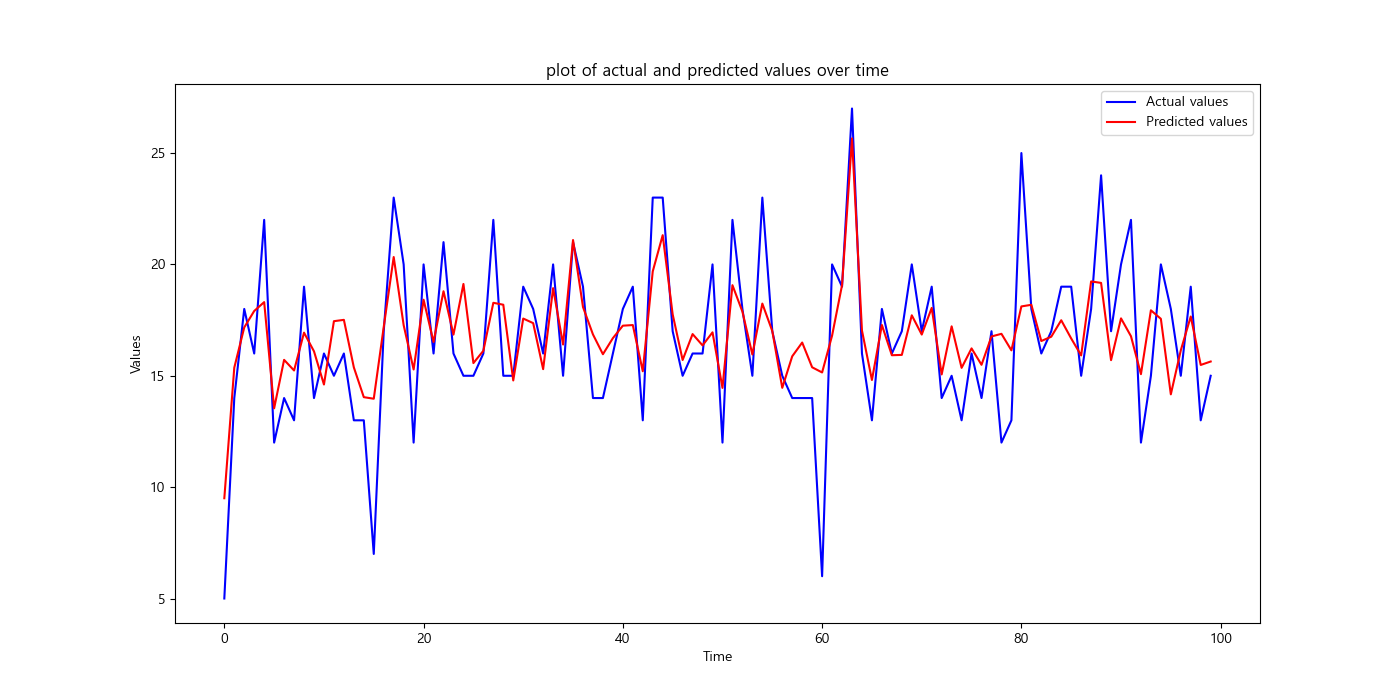 plot of actual and predicted values over time
Actual values
Predicted values
25
20
15
10
5
Values
0 20 40 60 80 100
Time